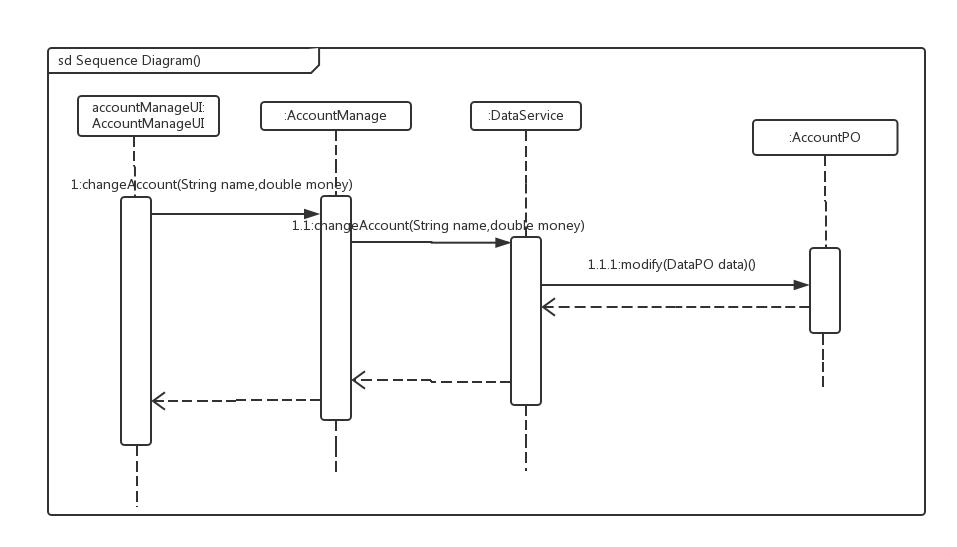 sd Sequence Diagram()
accountManageUI:
AccountManageUI
:AccountManage
:DataService
:AccountPO
1:changeAccount(String name,double money)
1.1:changeAccount(String name,double money)
1.1.1:modify(DataPO data)()